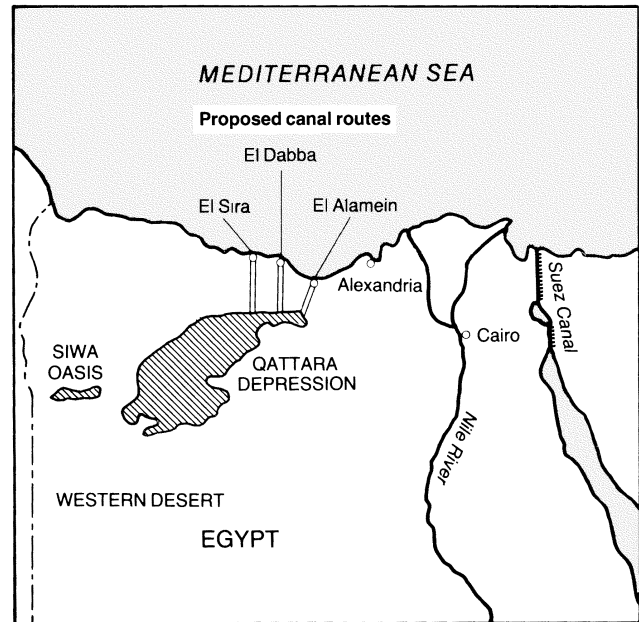 MEDITERRANEAN SEA
Proposed canal routes
El Dabba
El Sira
El Alamein
Alexandria
Suez Canal
Cairo
SIWA
OASIS
QATTARA
DEPRESSION
Nile River
WESTERN DESERT
EGYPT